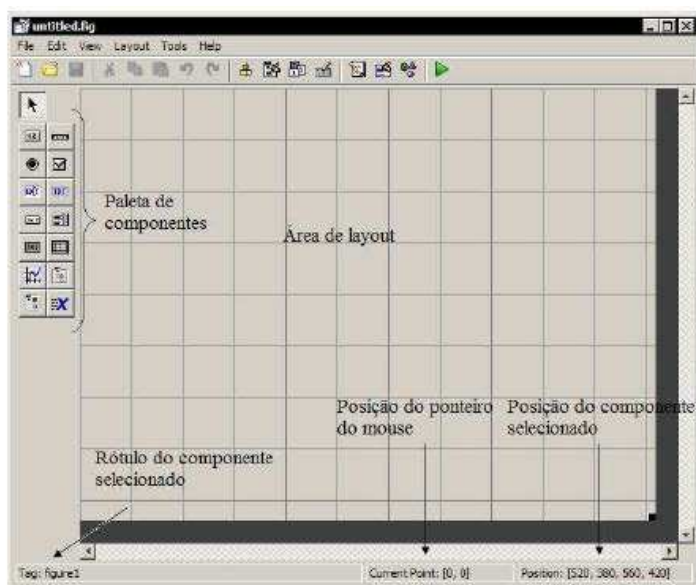 untitled.fig
File Edit View Layout Tools Help
Paleta de
componentes
Área de layout
Posição do ponteiro
do mouse
Posição do componente
selecionado
Rótulo do componente
selecionado
Tag: figure1
Current Point: [0, 0]
Position: [520, 380, 560, 420]